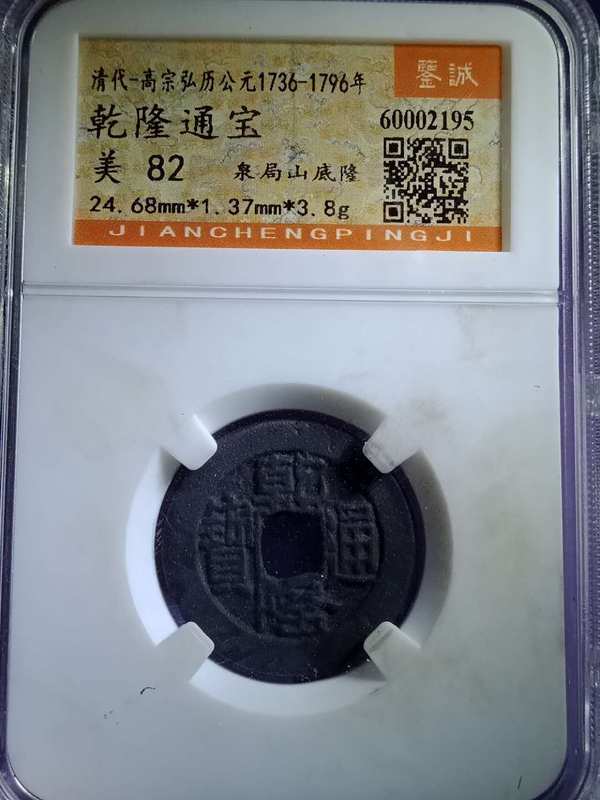 清代-高宗弘历公元1736-1796年
鑒誠
乾隆通宝
60002195
美 82 泉局山底隆
24.68mm*1.37mm*3.8g
JIANCHENGPINGJI
乾隆通寶